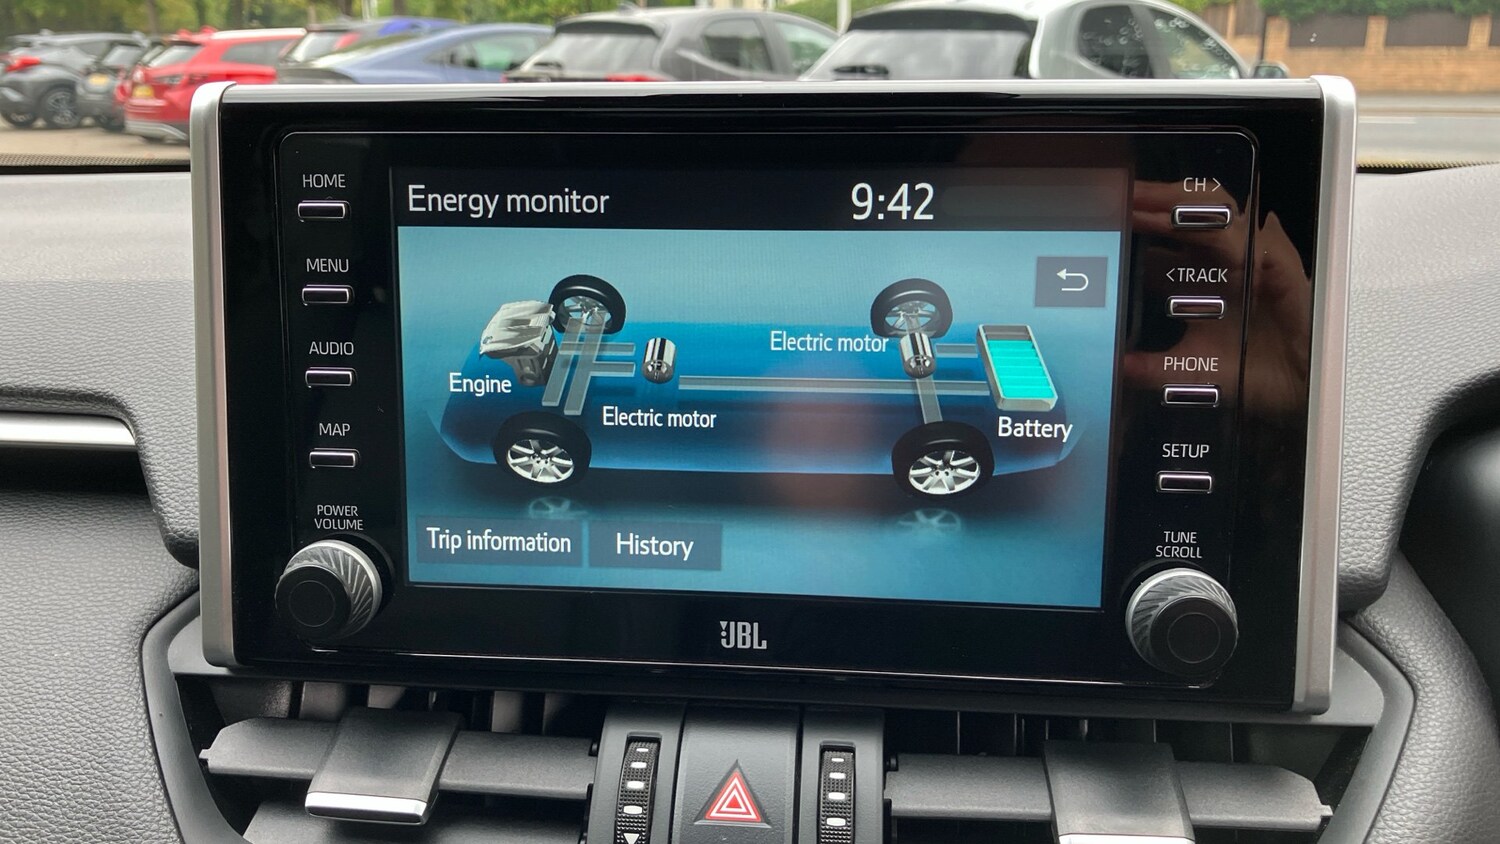 HOME
MENU
AUDIO
MAP
POWER
VOLUME
Energy monitor
9:42
Engine
Electric motor
Electric motor
Battery
Trip information
History
CH >
<TRACK
PHONE
SETUP
TUNE
SCROLL
JBL